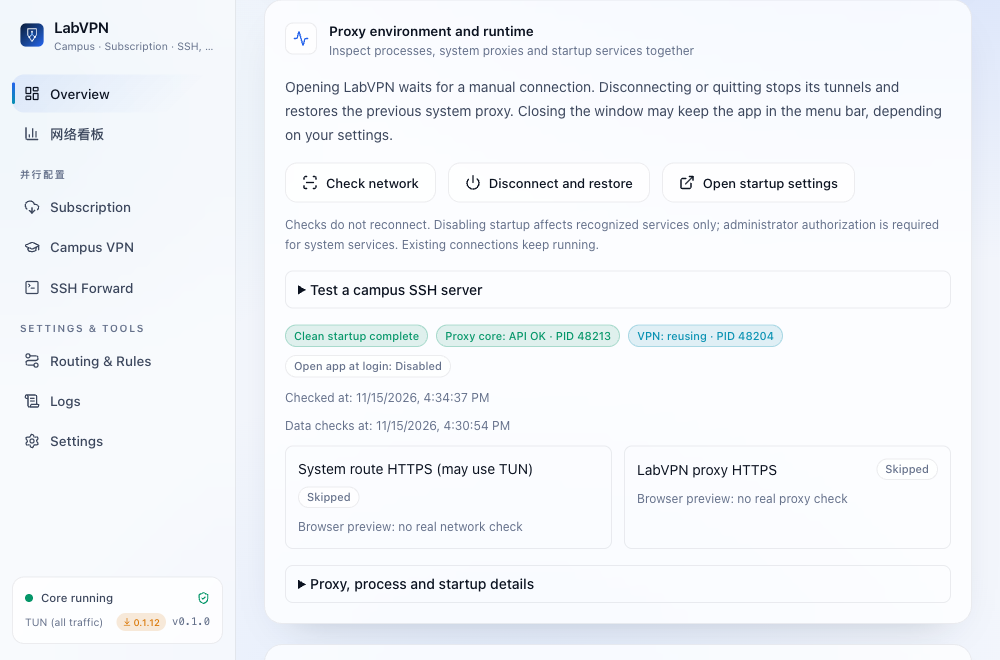 LabVPN
Campus · Subscription · SSH, ...
Overview
网络看板
并行配置
Subscription
Campus VPN
SSH Forward
SETTINGS & TOOLS
Routing & Rules
Logs
Settings
Core running
TUN (all traffic)
0.1.12
v0.1.0
Proxy environment and runtime
Inspect processes, system proxies and startup services together
Opening LabVPN waits for a manual connection. Disconnecting or quitting stops its tunnels and
restores the previous system proxy. Closing the window may keep the app in the menu bar, depending
on your settings.
Check network
Disconnect and restore
Open startup settings
Checks do not reconnect. Disabling startup affects recognized services only; administrator authorization is required
for system services. Existing connections keep running.
Test a campus SSH server
Clean startup complete
Proxy core: API OK · PID 48213
VPN: reusing · PID 48204
Open app at login: Disabled
Checked at: 11/15/2026, 4:34:37 PM
Data checks at: 11/15/2026, 4:30:54 PM
System route HTTPS (may use TUN)
Skipped
Browser preview: no real network check
LabVPN proxy HTTPS
Skipped
Browser preview: no real proxy check
Proxy, process and startup details